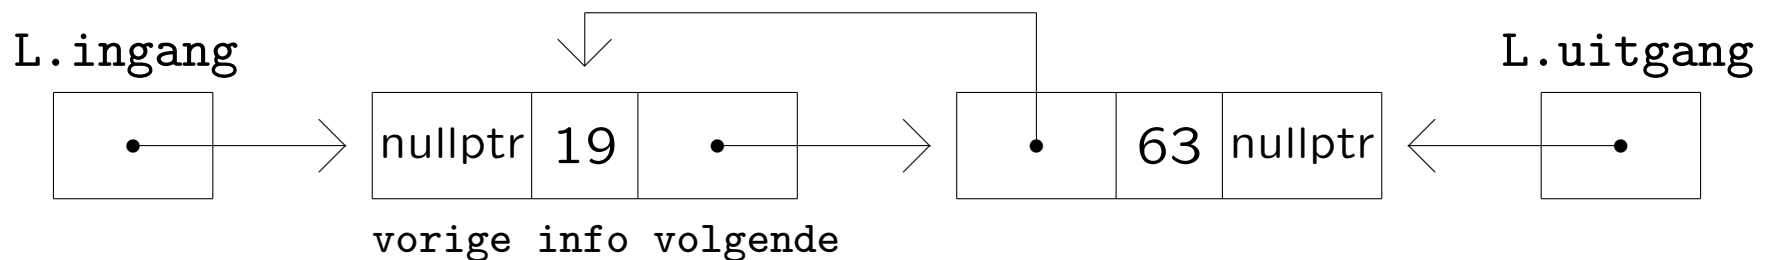 L.ingang L.uitgang
nullptr 19 63 nullptr
vorige info volgende